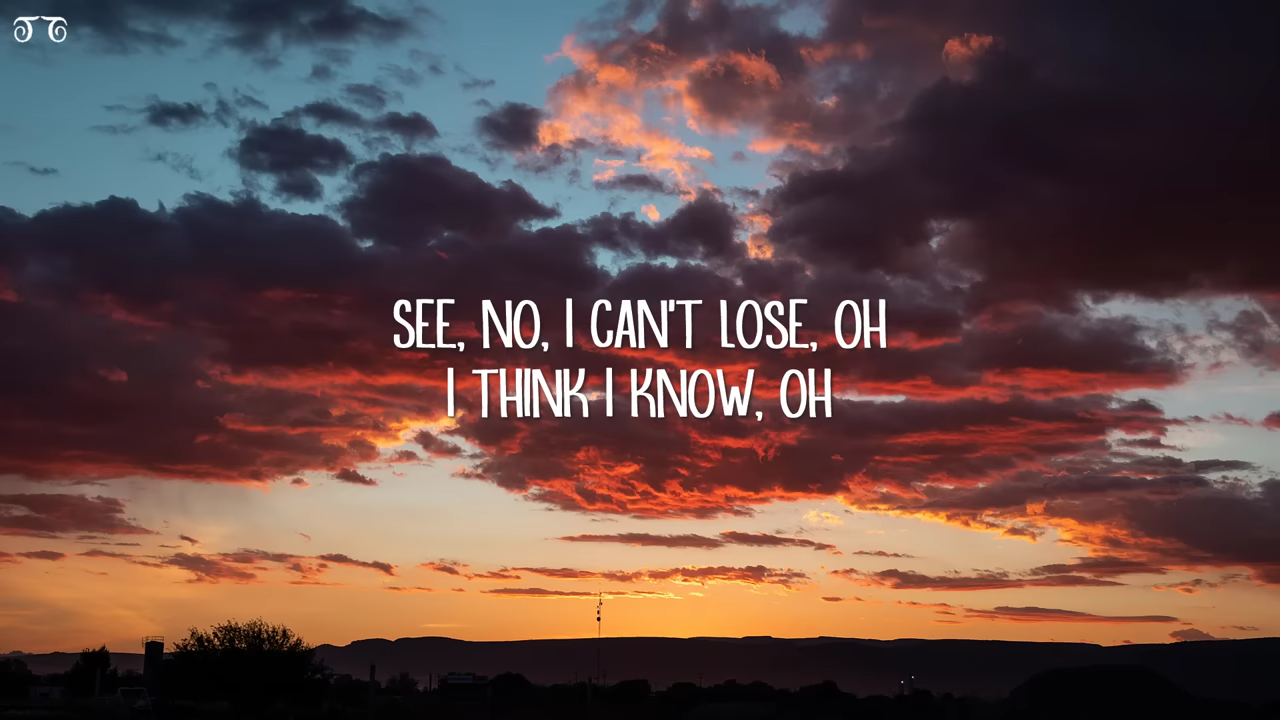 SEE, NO, I CAN'T LOSE, OH
I THINK I KNOW, OH